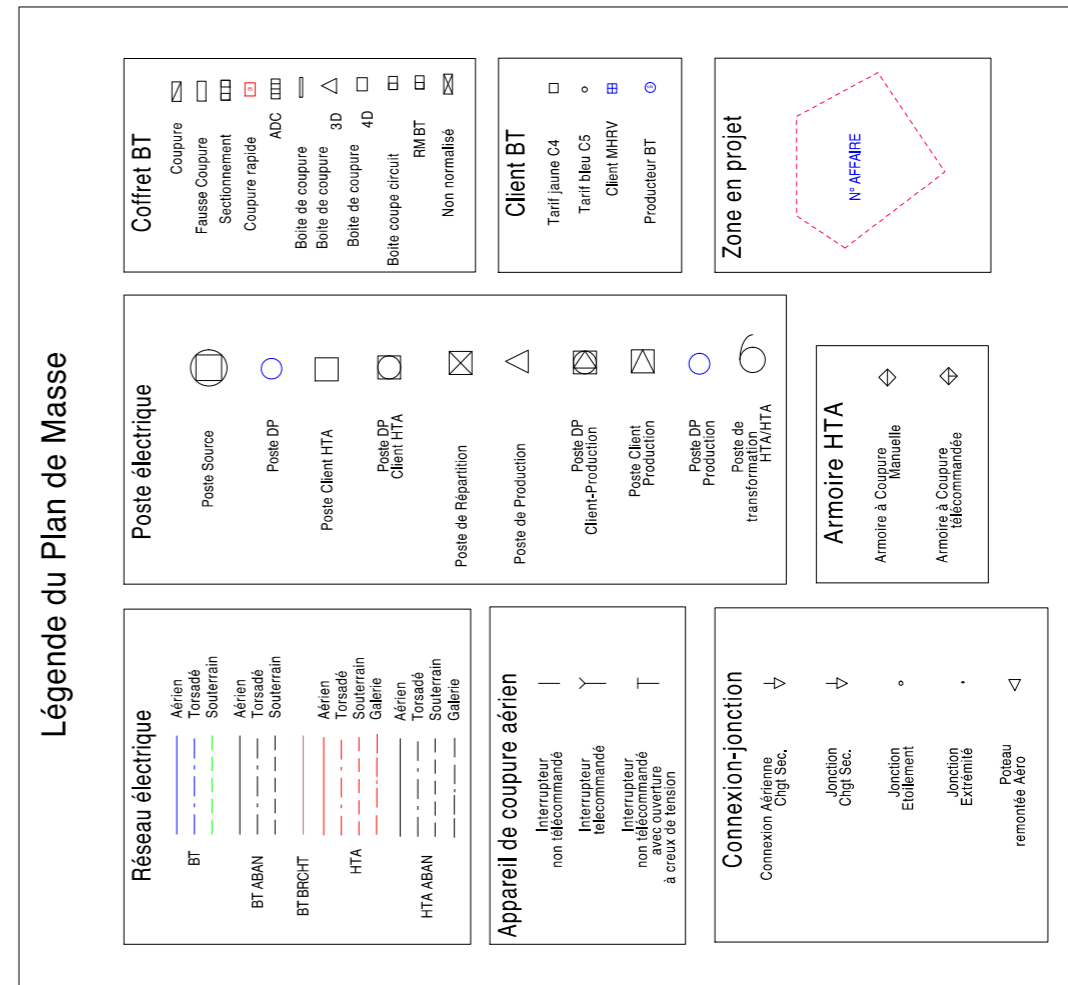 Légende du Plan de Masse
Réseau électrique
BT
Aérien
Torsadé
Souterrain
BT ABAN
Aérien
Torsadé
Souterrain
BT BRCHT
HTA
Aérien
Torsadé
Souterrain
Galerie
HTA ABAN
Aérien
Torsadé
Souterrain
Galerie
Poste électrique
Poste Source
Poste DP
Poste Client HTA
Poste DP
Client HTA
Poste de Répartition
Poste de Production
Poste DP
Client-Production
Poste Client
Production
Poste DP
Production
Poste de
transformation
HTA/HTA
Coffret BT
Coupure
Fausse Coupure
Sectionnement
Coupure rapide
ADC
Boite de coupure
Boite de coupure
3D
Boite de coupure
4D
Boite coupe circuit
RM BT
Non normalisé
Appareil de coupure aérien
Interrupteur
non télécommandé
Interrupteur
telecommandé
Interrupteur
non télécommandé
avec ouverture
à creux de tension
Client BT
Tarif jaune C4
Tarif bleu C5
Client MHRV
Producteur BT
Connexion-jonction
Connexion Aérienne
Chgt Sec.
Jonction
Chgt Sec.
Jonction
Etoilement
Jonction
Extrémité
Poteau
remontée Aéro
Armoire HTA
Armoire à Coupure
Manuelle
Armoire à Coupure
télécommandée
Zone en projet
N° AFFAIRE